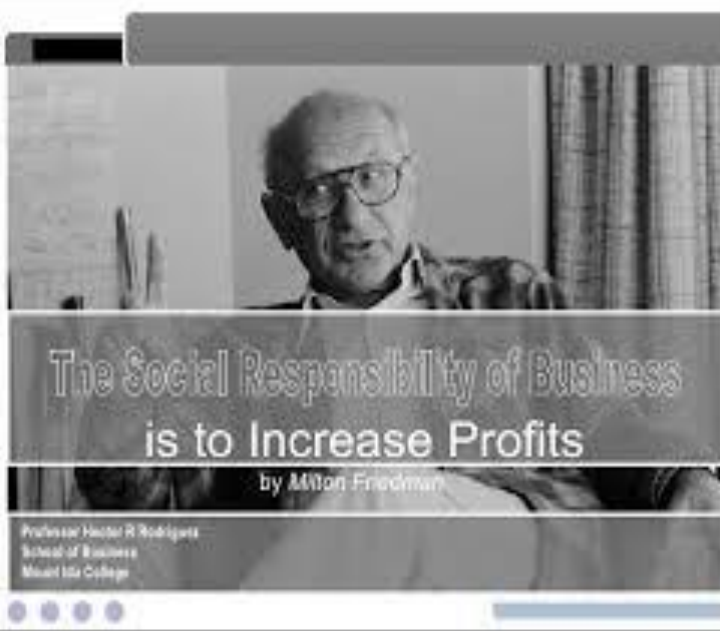 The Social Responsibility of Business
is to Increase Profits
by Milton Friedman
Professor Hector R Rodriguez
School of Business
Mount Ida College